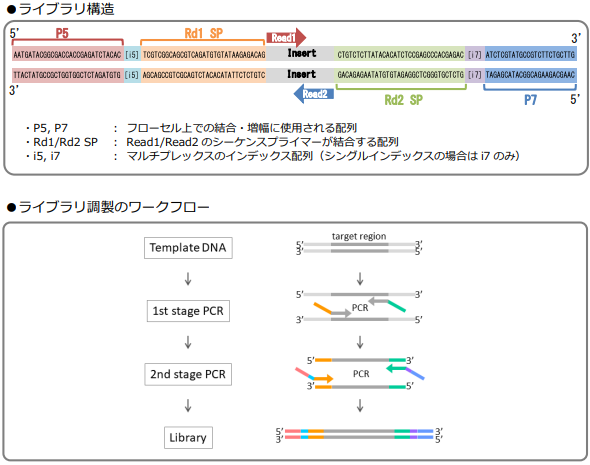 ●ライブラリ構造
5’ P5 Rd1 SP Read1
AATGATACGGCGACCACCGAGATCTACAC [i5] TCGTCGGCAGCGTCAGATGTGTATAAGAGACAG Insert CTGTCTCTTATACACATCTCCGAGCCCACGAGAC [i7] ATCTCGTATGCCGTCTTCTGCTTG
TTACTATGCCGCTGGTGGCTCTAGATGTG [i5] AGCAGCCGTCGCAGTCTACACATATTCTCTGTC Insert GACAGAGAATATGTGTAGAGGCTCGGGTGCTCTG [i7] TAGAGCATACGGCAGAAGACGAAC
3’ Read2 Rd2 SP P7 5’
・P5, P7 : フローセル上での結合・増幅に使用される配列
・Rd1/Rd2 SP : Read1/Read2 のシーケンスプライマーが結合する配列
・i5, i7 : マルチプレックスのインデックス配列（シングルインデックスの場合は i7 のみ）
●ライブラリ調製のワークフロー
target region
Template DNA 5’ 3’
3’ 5’
5’ 3’
1st stage PCR PCR
3’ 5’
5’ 3’
2nd stage PCR PCR
3’ 5’
Library 5’ 3’
3’ 5’